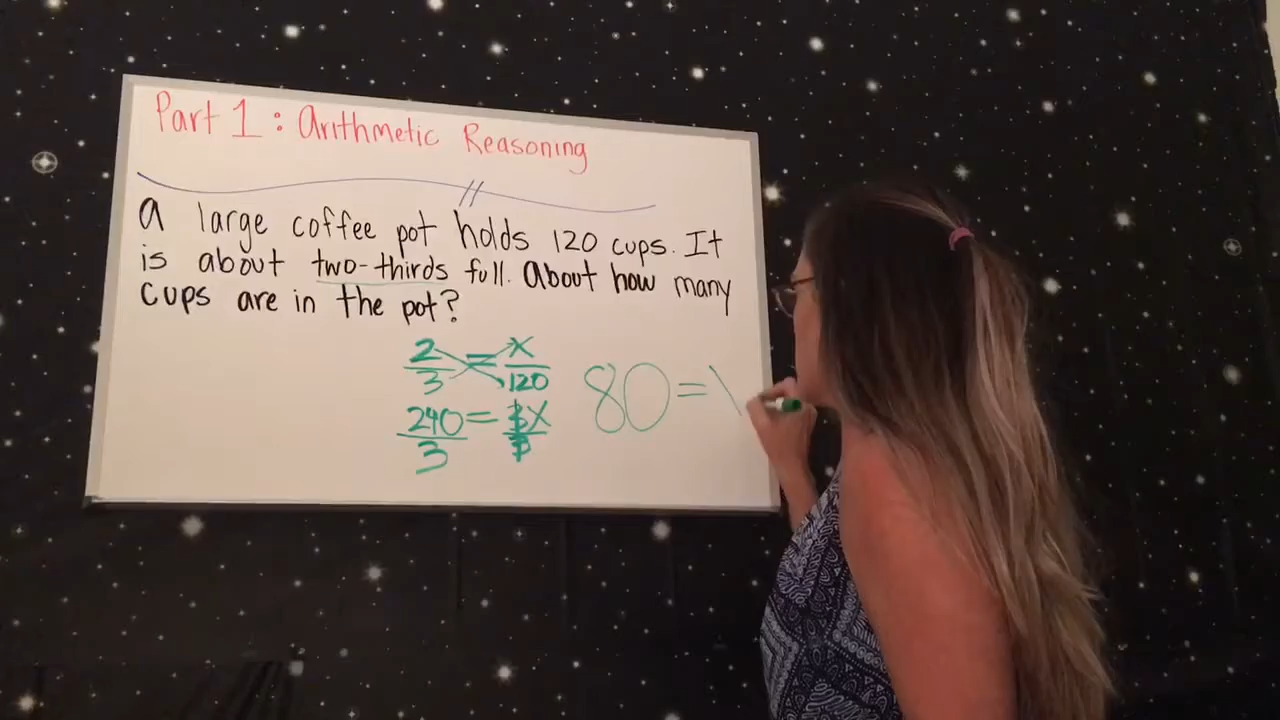 Part 1: Arithmetic Reasoning
A large coffee pot holds 120 cups. It
is about two-thirds full. About how many
cups are in the pot?
2/3 = x/120
240/3 = 3x/3
80 = \